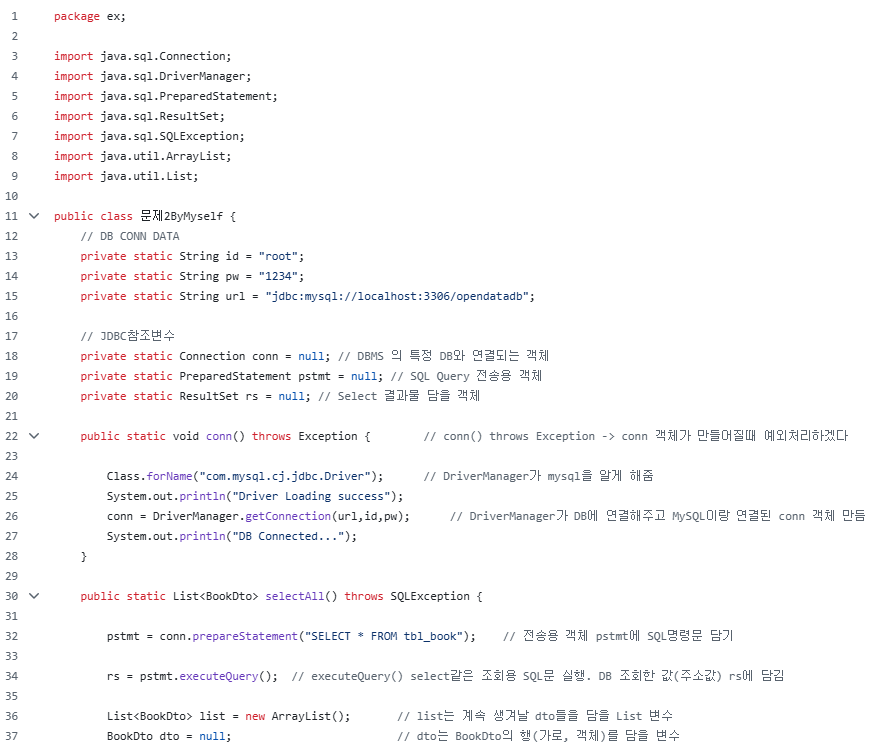 1 package ex;
2
3 import java.sql.Connection;
4 import java.sql.DriverManager;
5 import java.sql.PreparedStatement;
6 import java.sql.ResultSet;
7 import java.sql.SQLException;
8 import java.util.ArrayList;
9 import java.util.List;
10
11 public class 문제2ByMyself {
12 // DB CONN DATA
13 private static String id = "root";
14 private static String pw = "1234";
15 private static String url = "jdbc:mysql://localhost:3306/opendatadb";
16
17 // JDBC참조변수
18 private static Connection conn = null; // DBMS 의 특정 DB와 연결되는 객체
19 private static PreparedStatement pstmt = null; // SQL Query 전송용 객체
20 private static ResultSet rs = null; // Select 결과물 담을 객체
21
22 public static void conn() throws Exception { // conn() throws Exception -> conn 객체가 만들어질때 예외처리하겠다
23
24 Class.forName("com.mysql.cj.jdbc.Driver"); // DriverManager가 mysql을 알게 해줌
25 System.out.println("Driver Loading success");
26 conn = DriverManager.getConnection(url,id,pw); // DriverManager가 DB에 연결해주고 MySQL이랑 연결된 conn 객체 만듬
27 System.out.println("DB Connected...");
28 }
29
30 public static List<BookDto> selectAll() throws SQLException {
31
32 pstmt = conn.prepareStatement("SELECT * FROM tbl_book"); // 전송용 객체 pstmt에 SQL명령문 담기
33
34 rs = pstmt.executeQuery(); // executeQuery() select같은 조회용 SQL문 실행. DB 조회한 값(주소값) rs에 담김
35
36 List<BookDto> list = new ArrayList(); // list는 계속 생겨날 dto들을 담을 List 변수
37 BookDto dto = null; // dto는 BookDto의 행(가로, 객체)를 담을 변수